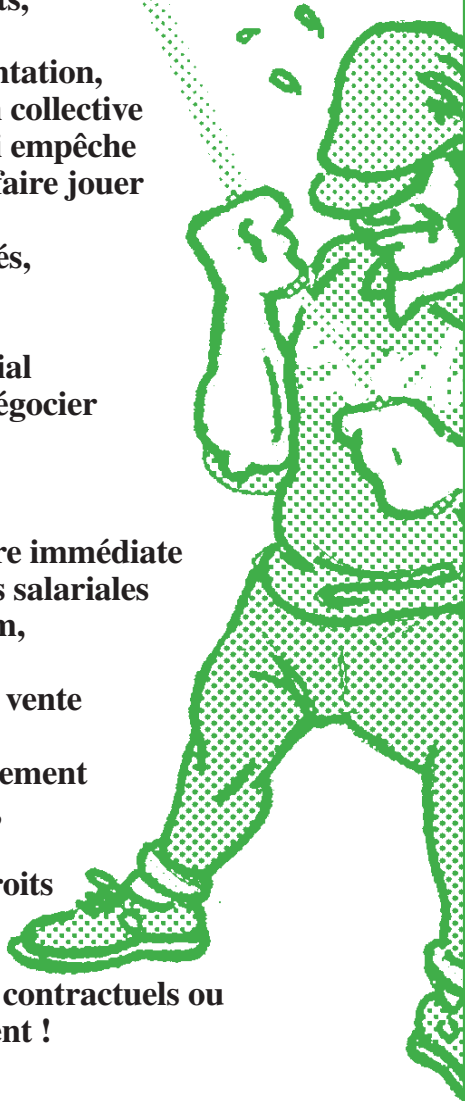 ts,
ntation,
n collective
i empêche
faire jouer
és,
ial
égocier
re immédiate
s salariales
m,
vente
ement
,
roits
contractuels ou
ent !